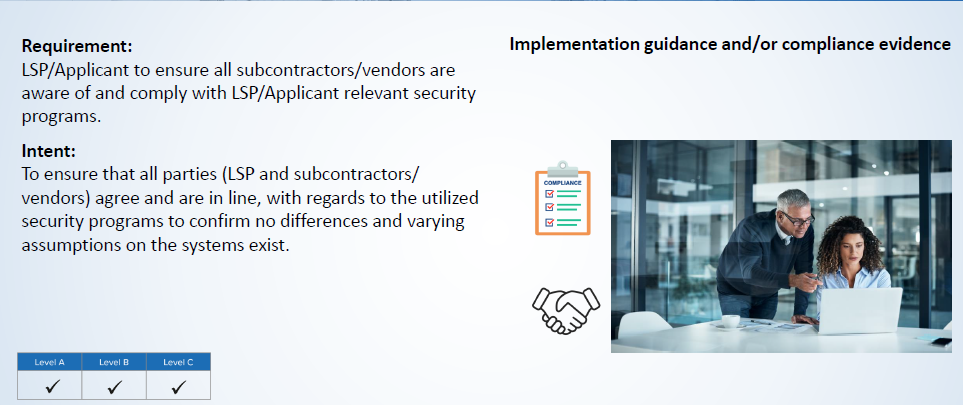 Requirement:
LSP/Applicant to ensure all subcontractors/vendors are
aware of and comply with LSP/Applicant relevant security
programs.
Intent:
To ensure that all parties (LSP and subcontractors/
vendors) agree and are in line, with regards to the utilized
security programs to confirm no differences and varying
assumptions on the systems exist.
Level A Level B Level C
✓ ✓ ✓
Implementation guidance and/or compliance evidence
COMPLIANCE